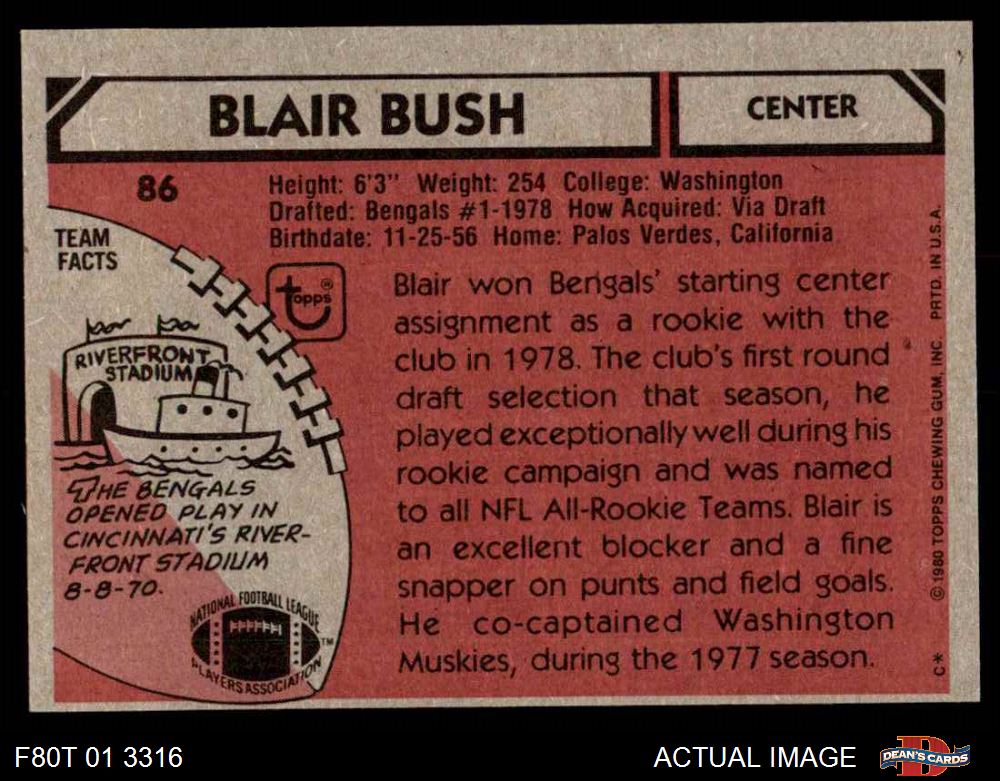 BLAIR BUSH
CENTER
86
Height: 6'3" Weight: 254 College: Washington
Drafted: Bengals #1-1978 How Acquired: Via Draft
Birthdate: 11-25-56 Home: Palos Verdes, California
TEAM
FACTS
topps®
RIVERFRONT
STADIUM
THE BENGALS
OPENED PLAY IN
CINCINNATI'S RIVER-
FRONT STADIUM
8-8-70.
NATIONAL FOOTBALL LEAGUE
PLAYERS ASSOCIATION
TM
Blair won Bengals' starting center
assignment as a rookie with the
club in 1978. The club's first round
draft selection that season, he
played exceptionally well during his
rookie campaign and was named
to all NFL All-Rookie Teams. Blair is
an excellent blocker and a fine
snapper on punts and field goals.
He co-captained Washington
Muskies, during the 1977 season.
C* © 1980 TOPPS CHEWING GUM, INC. PRTD. IN U.S.A.
F80T 01 3316
ACTUAL IMAGE
D
DEAN'S CARDS